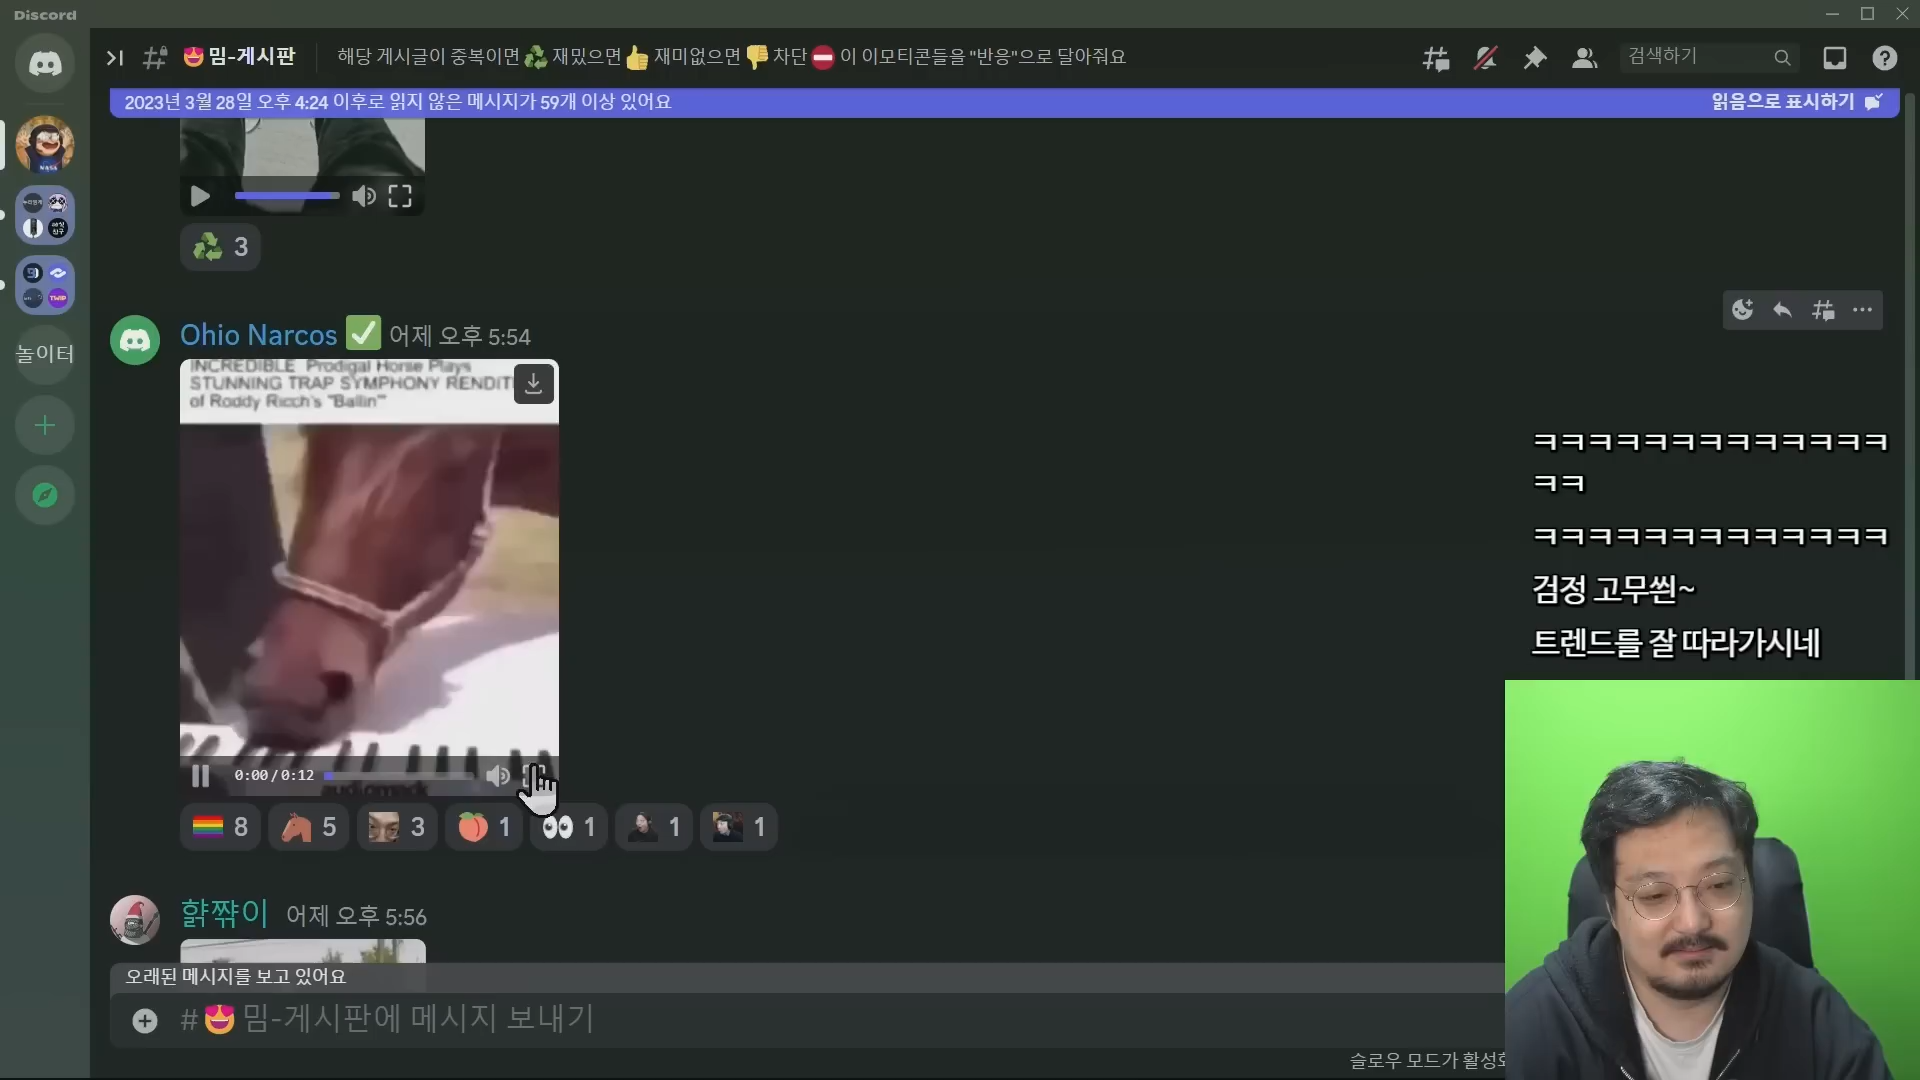 Discord
밈-게시판
해당 게시글이 중복이면 재밌으면 재미없으면 차단 이 이모티콘들을 "반응"으로 달아줘요
검색하기
2023년 3월 28일 오후 4:24 이후로 읽지 않은 메시지가 59개 이상 있어요
읽음으로 표시하기
3
놀이터
Ohio Narcos 어제 오후 5:54
INCREDIBLE Prodigal Horse Plays
STUNNING TRAP SYMPHONY RENDIT
of Roddy Ricch's "Ballin'"
ㅋㅋㅋㅋㅋㅋㅋㅋㅋㅋㅋㅋㅋ
ㅋㅋ
ㅋㅋㅋㅋㅋㅋㅋㅋㅋㅋㅋㅋㅋ
검정 고무씐~
트렌드를 잘 따라가시네
0:00/0:12
audiomack
8 5 3 1 1 1 1
햙쨖이 어제 오후 5:56
오래된 메시지를 보고 있어요
#밈-게시판에 메시지 보내기
슬로우 모드가 활성화